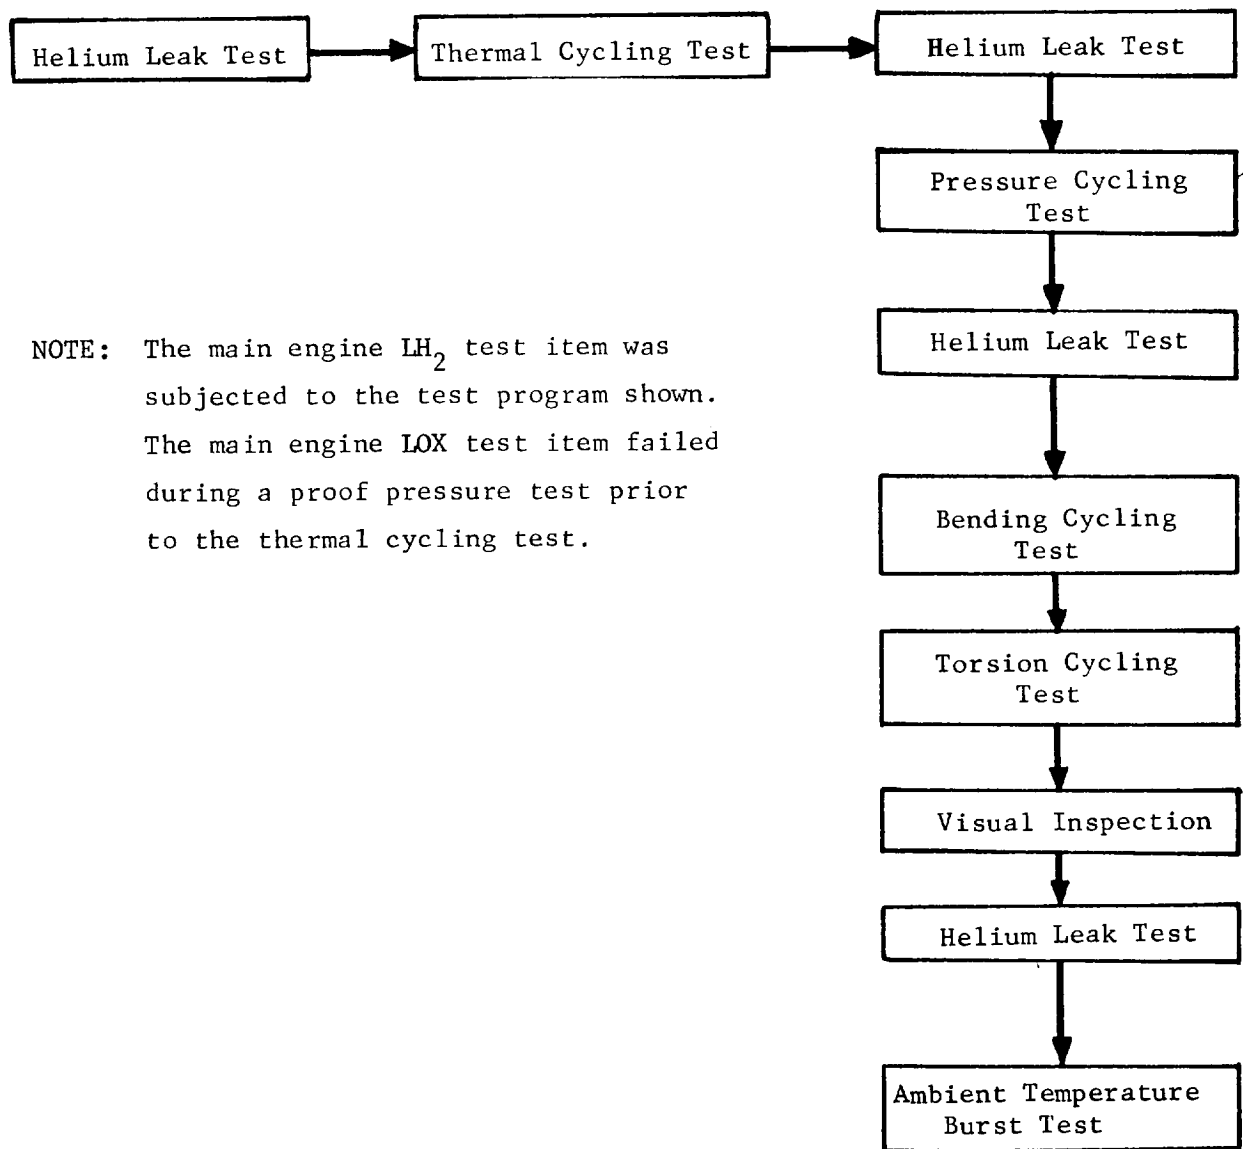 Helium Leak Test
Thermal Cycling Test
Helium Leak Test
Pressure Cycling
Test
Helium Leak Test
NOTE: The main engine LH₂ test item was
subjected to the test program shown.
The main engine LOX test item failed
during a proof pressure test prior
to the thermal cycling test.
Bending Cycling
Test
Torsion Cycling
Test
Visual Inspection
Helium Leak Test
Ambient Temperature
Burst Test